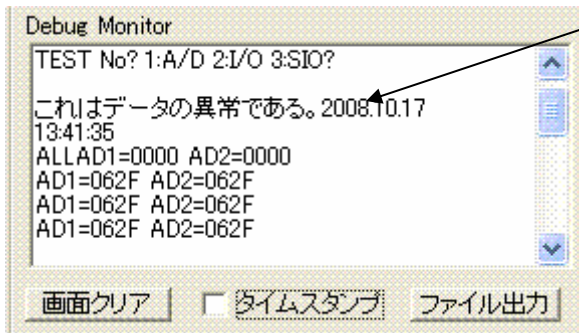 Debug Monitor
TEST No? 1:A/D 2:I/O 3:SIO?
これはデータの異常である。2008.10.17
13:41:35
ALLAD1=0000 AD2=0000
AD1=062F AD2=062F
AD1=062F AD2=062F
AD1=062F AD2=062F
画面クリア タイムスタンプ ファイル出力